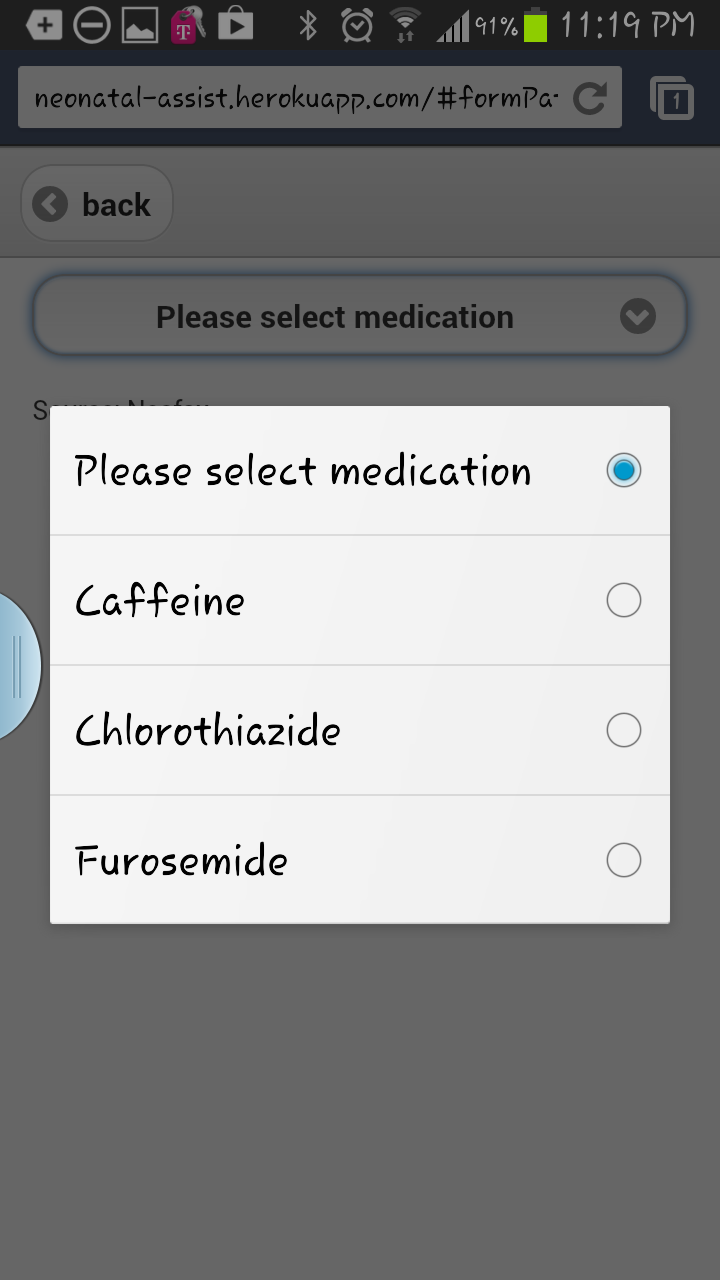 91% 11:19 PM
neonatal-assist.herokuapp.com/#formPa
1
back
Please select medication
Please select medication
Caffeine
Chlorothiazide
Furosemide